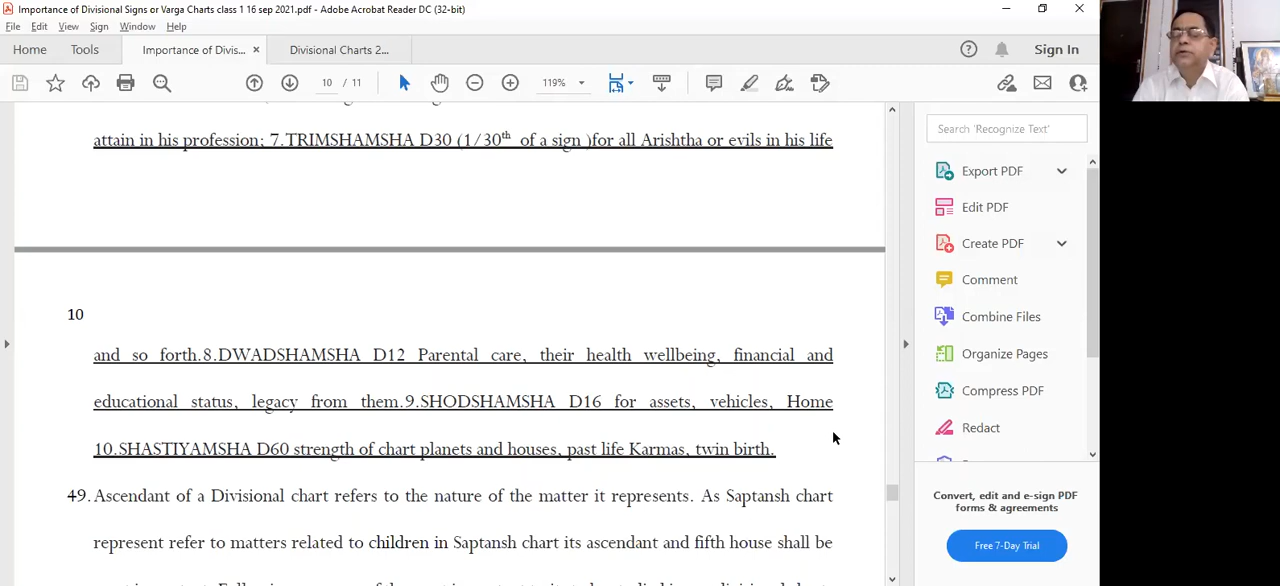 Importance of Divisional Signs or Varga Charts class 1 16 sep 2021.pdf - Adobe Acrobat Reader DC (32-bit)
File Edit View Sign Window Help
Home Tools Importance of Divis... × Divisional Charts 2... Sign In
10 / 11 119%
attain in his profession; 7.TRIMSHAMSHA D30 (1/30th of a sign )for all Arishtha or evils in his life
10
and so forth.8.DWADSHAMSHA D12 Parental care, their health wellbeing, financial and
educational status, legacy from them.9.SHODSHAMSHA D16 for assets, vehicles, Home
10.SHASTIYAMSHA D60 strength of chart planets and houses, past life Karmas, twin birth.
49. Ascendant of a Divisional chart refers to the nature of the matter it represents. As Saptansh chart
represent refer to matters related to children in Saptansh chart its ascendant and fifth house shall be
Search 'Recognize Text'
Export PDF
Edit PDF
Create PDF
Comment
Combine Files
Organize Pages
Compress PDF
Redact
Convert, edit and e-sign PDF
forms & agreements
Free 7-Day Trial